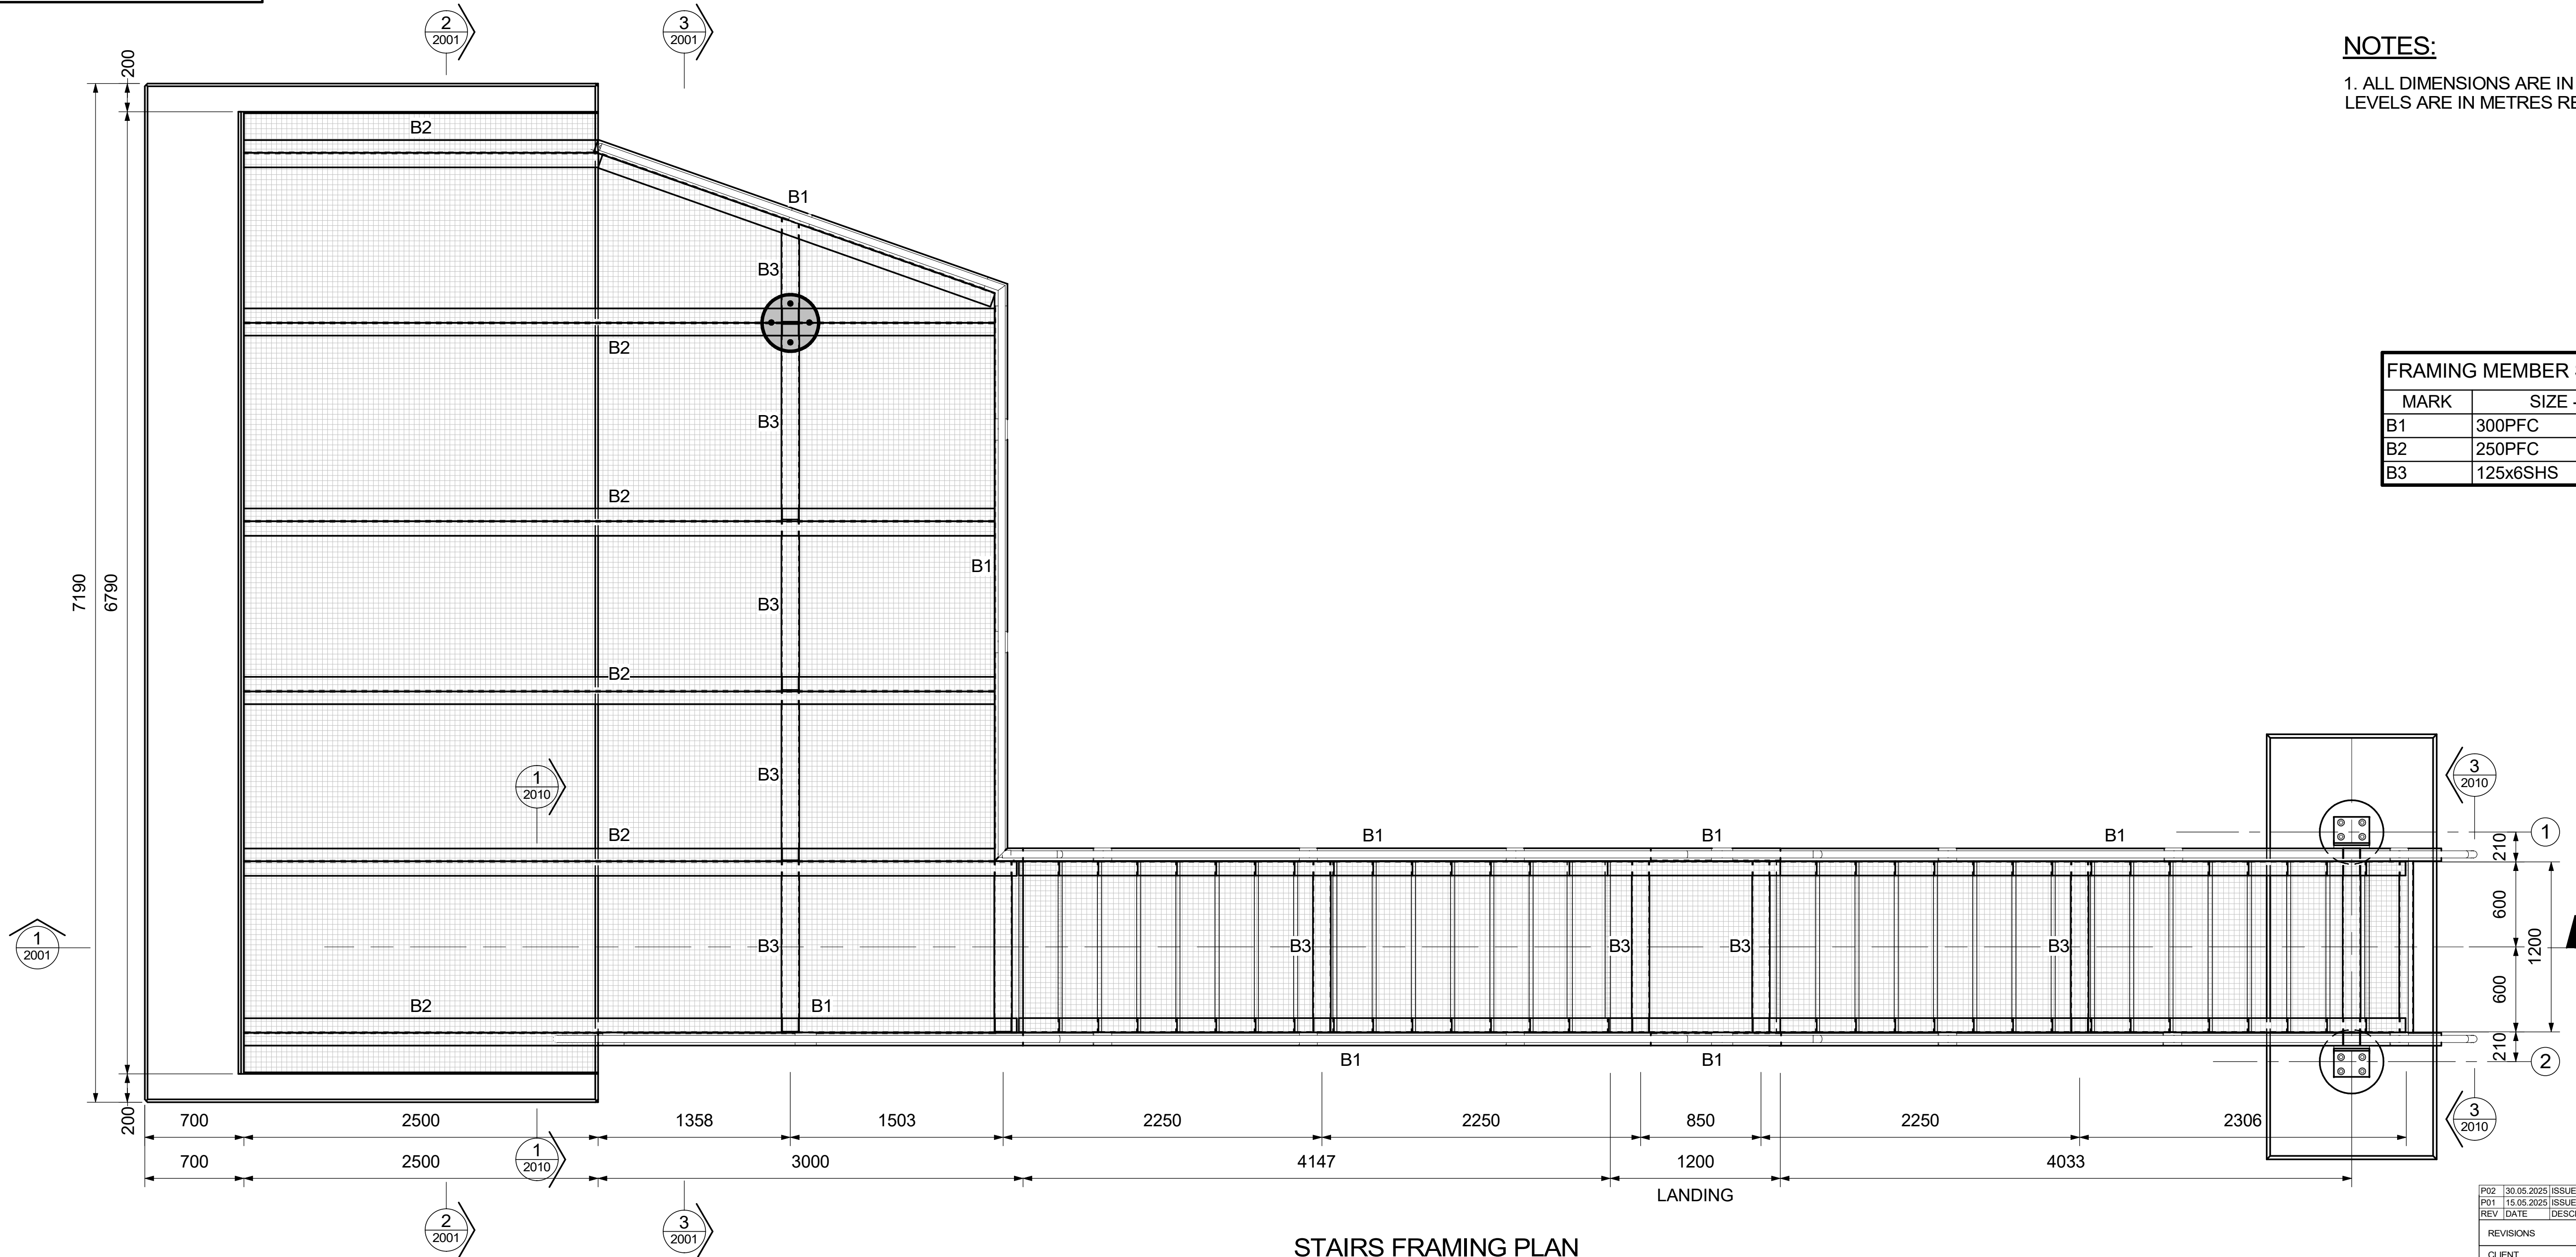 2
2001
3
2001
NOTES:
1. ALL DIMENSIONS ARE IN
LEVELS ARE IN METRES
200
B2
B1
B3
B2
FRAMING MEMBER
MARK
SIZE -
B1
300PFC
B2
250PFC
B3
125x6SHS
B3
B2
B1
7190
6790
B3
B2
B3
1
2010
3
2010
B2
B1
B1
B1
1
210
600
1200
600
210
2
1
2001
B3
B3
B3
B3
B3
B2
B1
B1
B1
200
700
2500
1358
1503
2250
2250
850
2250
2306
3
2010
1
2010
700
2500
3000
4147
1200
4033
LANDING
2
2001
3
2001
STAIRS FRAMING PLAN
P02 30.05.2025 ISSUE
P01 15.05.2025 ISSUE
REV DATE
REVISIONS
CLIENT